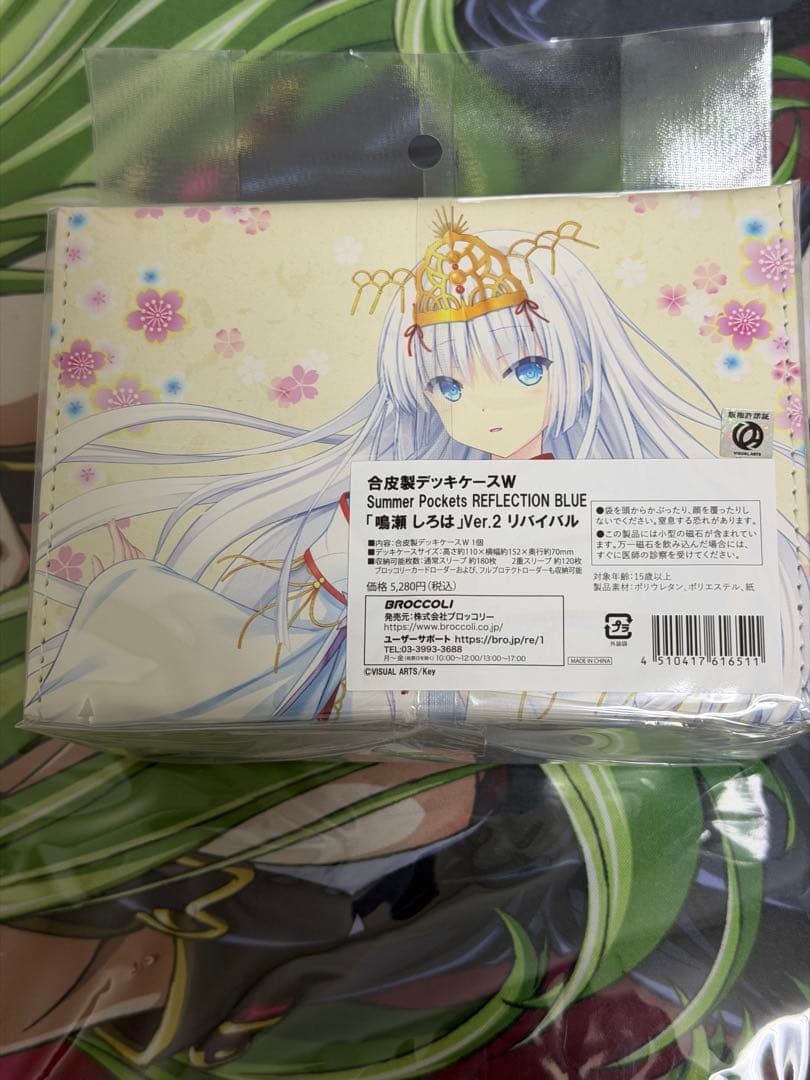 版権許諾証
VISUAL ARTS
合皮製デッキケースW
Summer Pockets REFLECTION BLUE
「鳴瀬 しろは」Ver.2 リバイバル
■内容:合皮製デッキケースW 1個
■デッキケースサイズ:高さ約110×横幅約152×奥行約70mm
■収納可能枚数:通常スリーブ 約180枚 2重スリーブ 約120枚
ブロッコリーカードローダーおよび、フルプロテクトローダーも収納可能
価格 5,280円(税込)
BROCCOLI
発売元:株式会社ブロッコリー
https://www.broccoli.co.jp/
ユーザーサポート https://bro.jp/re/1
TEL:03-3993-3688
月～金(祝祭日を除く)10:00～12:00/13:00～17:00
©VISUAL ARTS/Key
●袋を頭からかぶったり、顔を覆ったりし
ないでください。窒息する恐れがあります。
●この製品には小型の磁石が含まれていま
す。万一磁石を飲み込んだ場合には、
すぐに医師の診察を受けてください。
対象年齢:15歳以上
製品素材:ポリウレタン、ポリエステル、紙
プラ
外装袋
MADE IN CHINA
4 510417 616511